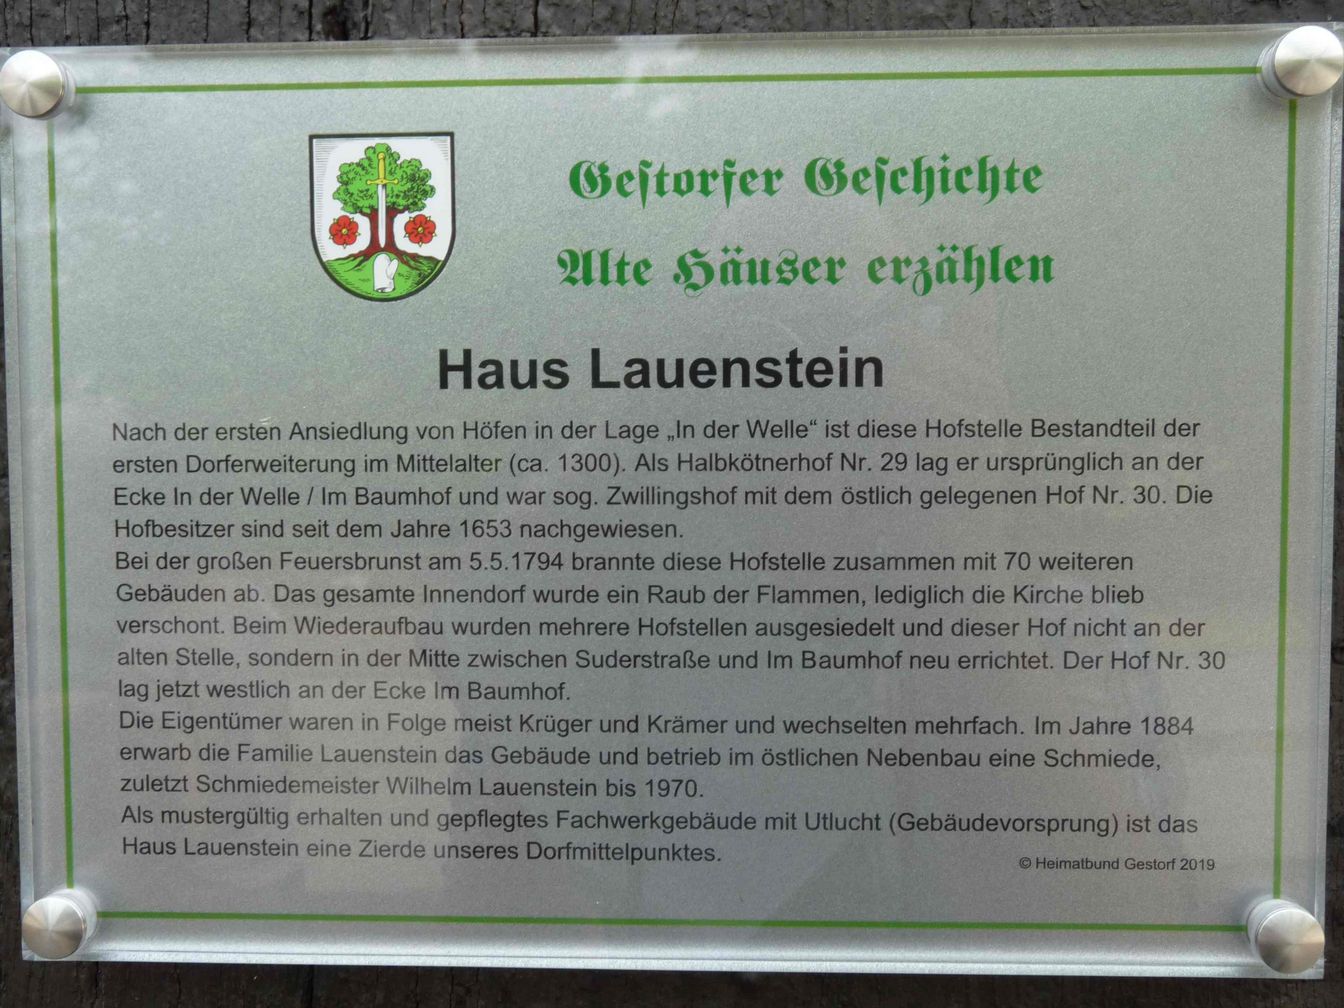 Gestorfer Geschichte
Alte Häuser erzählen
Haus Lauenstein
Nach der ersten Ansiedlung von Höfen in der Lage „In der Welle“ ist diese Hofstelle Bestandteil der
ersten Dorferweiterung im Mittelalter (ca. 1300). Als Halbkötnerhof Nr. 29 lag er ursprünglich an der
Ecke In der Welle / Im Baumhof und war sog. Zwillingshof mit dem östlich gelegenen Hof Nr. 30. Die
Hofbesitzer sind seit dem Jahre 1653 nachgewiesen.
Bei der großen Feuersbrunst am 5.5.1794 brannte diese Hofstelle zusammen mit 70 weiteren
Gebäuden ab. Das gesamte Innendorf wurde ein Raub der Flammen, lediglich die Kirche blieb
verschont. Beim Wiederaufbau wurden mehrere Hofstellen ausgesiedelt und dieser Hof nicht an der
alten Stelle, sondern in der Mitte zwischen Suderstraße und Im Baumhof neu errichtet. Der Hof Nr. 30
lag jetzt westlich an der Ecke Im Baumhof.
Die Eigentümer waren in Folge meist Krüger und Krämer und wechselten mehrfach. Im Jahre 1884
erwarb die Familie Lauenstein das Gebäude und betrieb im östlichen Nebenbau eine Schmiede,
zuletzt Schmiedemeister Wilhelm Lauenstein bis 1970.
Als mustergültig erhalten und gepflegtes Fachwerkgebäude mit Utlucht (Gebäudevorsprung) ist das
Haus Lauenstein eine Zierde unseres Dorfmittelpunktes.
© Heimatbund Gestorf 2019